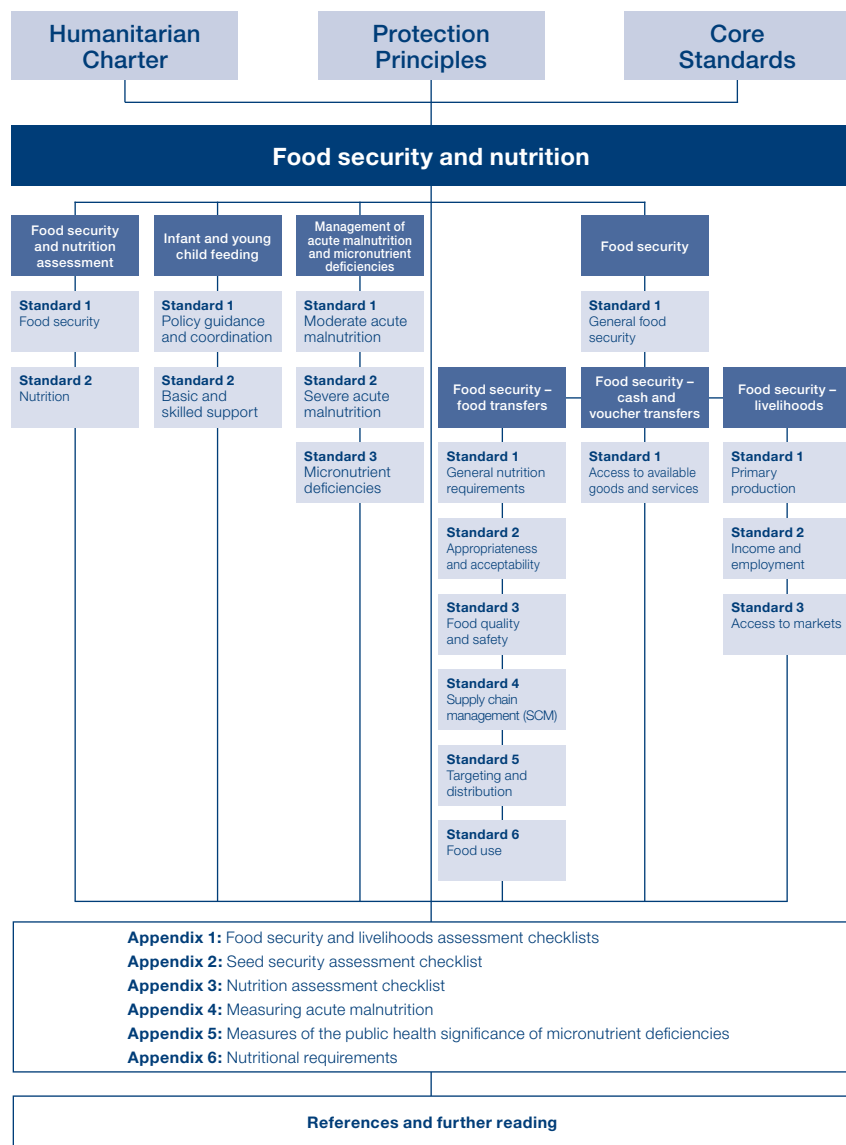 Humanitarian
Charter
Protection
Principles
Core
Standards
Food security and nutrition
Food security
and nutrition
assessment
Standard 1
Food security
Standard 2
Nutrition
Infant and young
child feeding
Standard 1
Policy guidance
and coordination
Standard 2
Basic and
skilled support
Management of
acute malnutrition
and micronutrient
deficiencies
Standard 1
Moderate acute
malnutrition
Standard 2
Severe acute
malnutrition
Standard 3
Micronutrient
deficiencies
Food security
Standard 1
General food
security
Food security –
food transfers
Standard 1
General nutrition
requirements
Standard 2
Appropriateness
and acceptability
Standard 3
Food quality
and safety
Standard 4
Supply chain
management (SCM)
Standard 5
Targeting and
distribution
Standard 6
Food use
Food security –
cash and
voucher transfers
Standard 1
Access to available
goods and services
Food security –
livelihoods
Standard 1
Primary
production
Standard 2
Income and
employment
Standard 3
Access to markets
Appendix 1: Food security and livelihoods assessment checklists
Appendix 2: Seed security assessment checklist
Appendix 3: Nutrition assessment checklist
Appendix 4: Measuring acute malnutrition
Appendix 5: Measures of the public health significance of micronutrient deficiencies
Appendix 6: Nutritional requirements
References and further reading